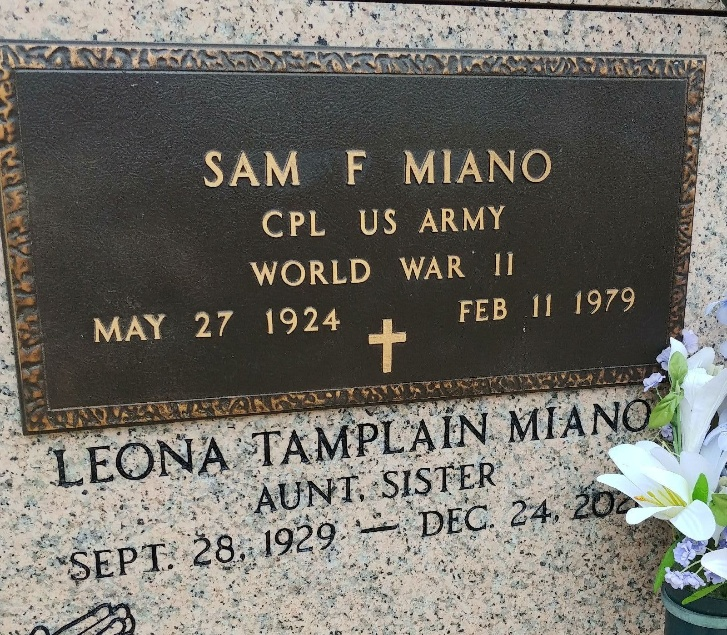 SAM F MIANO
CPL US ARMY
WORLD WAR II
MAY 27 1924 FEB 11 1979
LEONA TAMPLAIN MIANO
AUNT, SISTER
SEPT. 28, 1929 — DEC. 24,